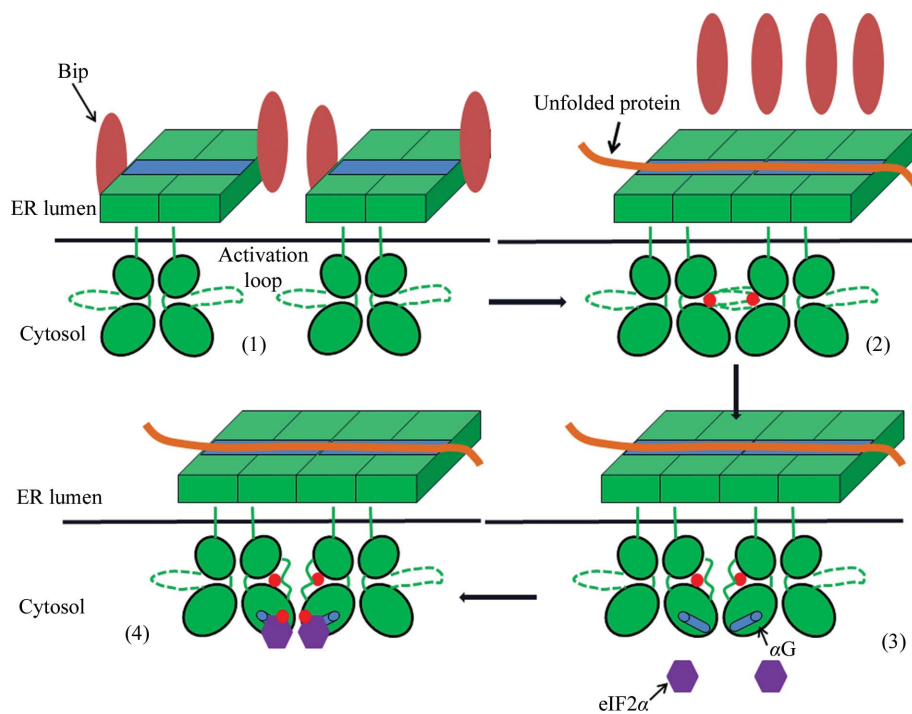 Bip
Unfolded protein
ER lumen
Activation
loop
Cytosol
(1)
(2)
ER lumen
Cytosol
(4)
αG
(3)
eIF2α